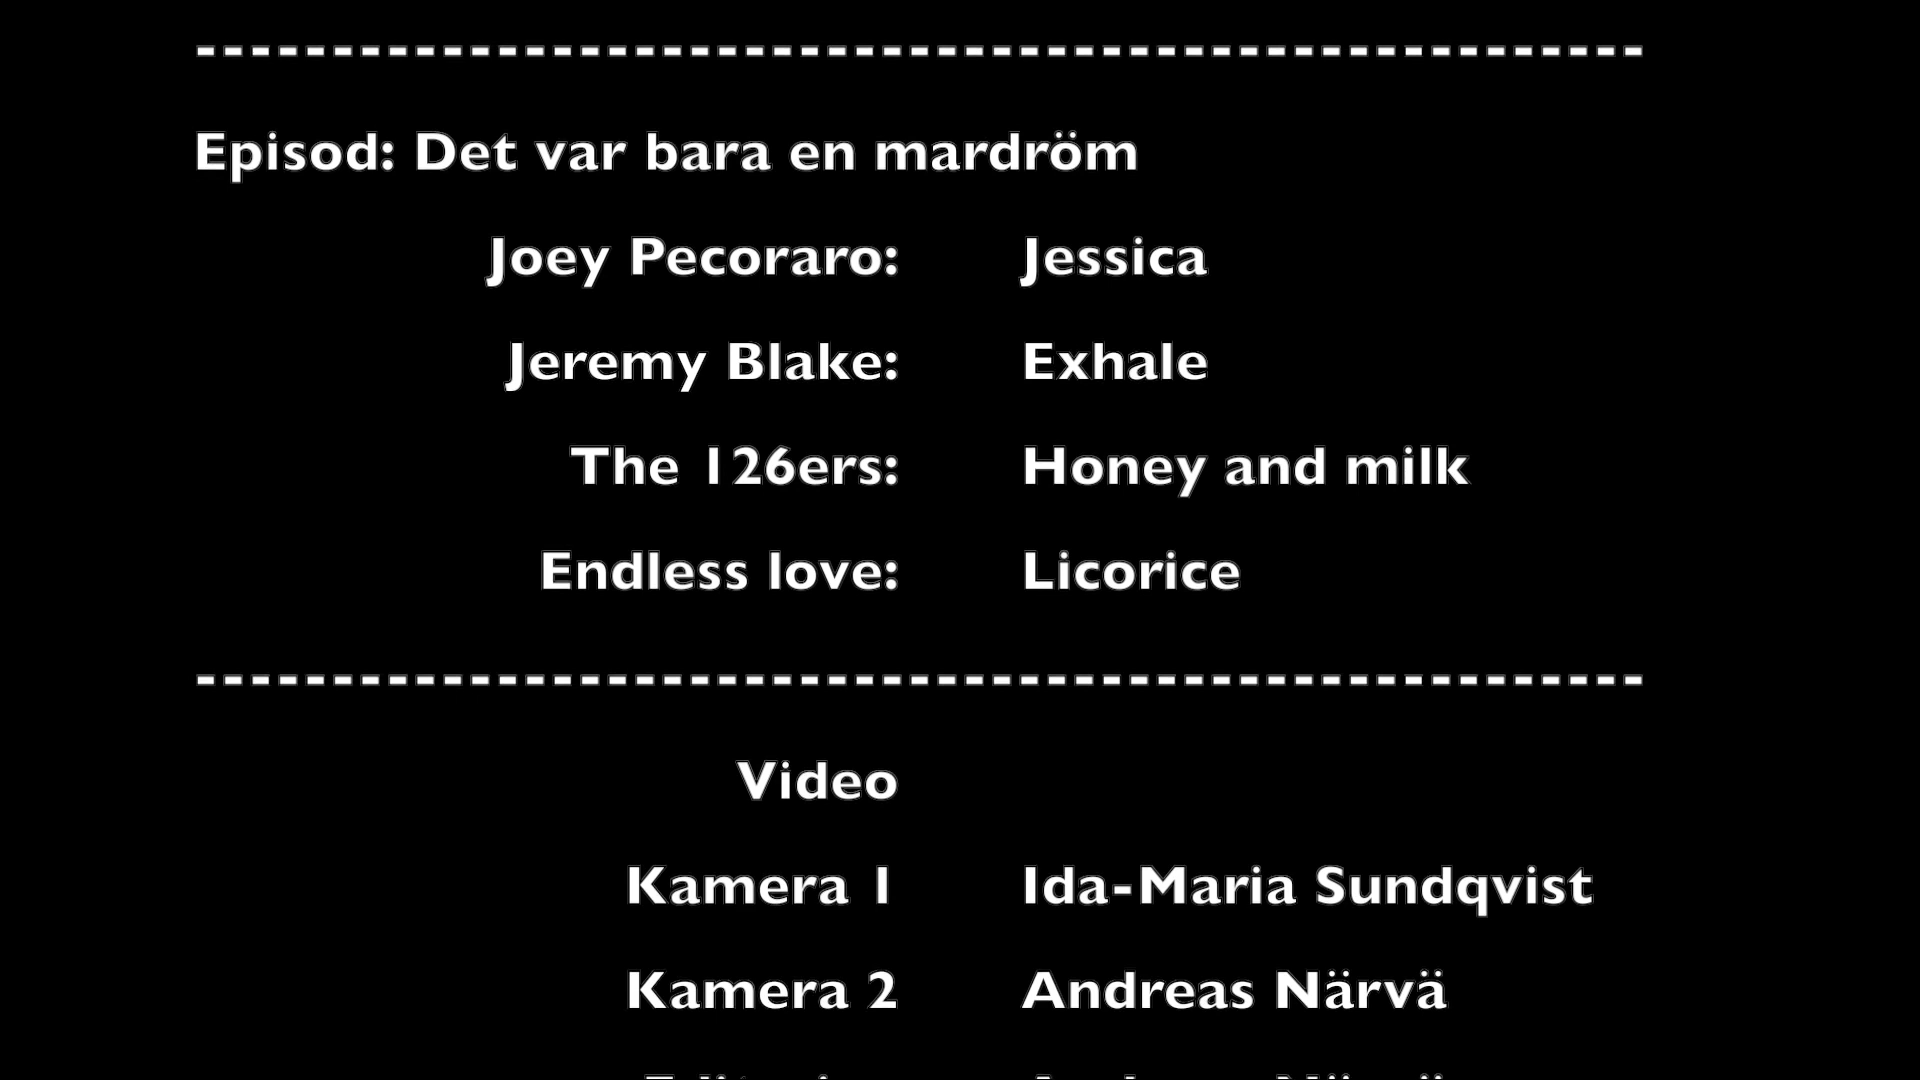 Episod: Det var bara en mardröm
Joey Pecoraro: Jessica
Jeremy Blake: Exhale
The 126ers: Honey and milk
Endless love: Licorice
Video
Kamera 1 Ida-Maria Sundqvist
Kamera 2 Andreas Närvä